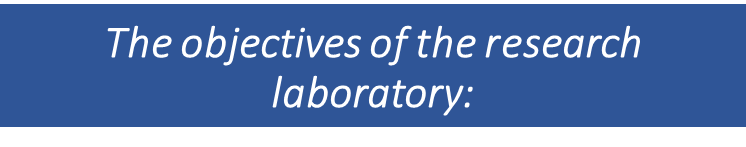 The objectives of the research
laboratory: